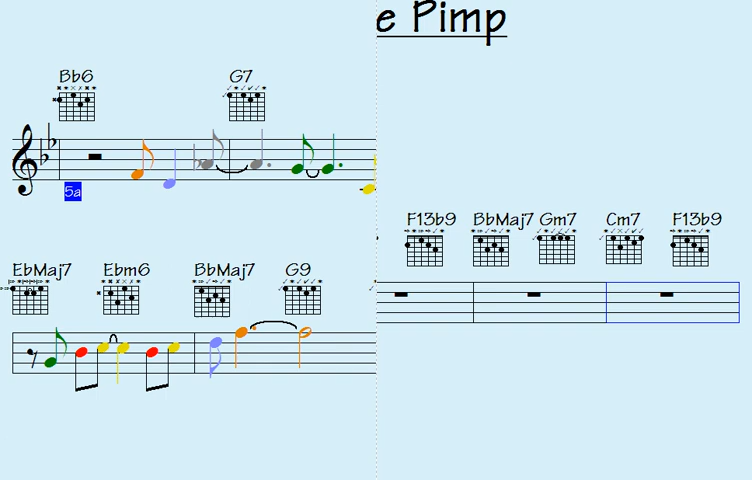 e Pimp
Bb6 G7
5a
F13b9 BbMaj7 Gm7 Cm7 F13b9
EbMaj7 Ebm6 BbMaj7 G9